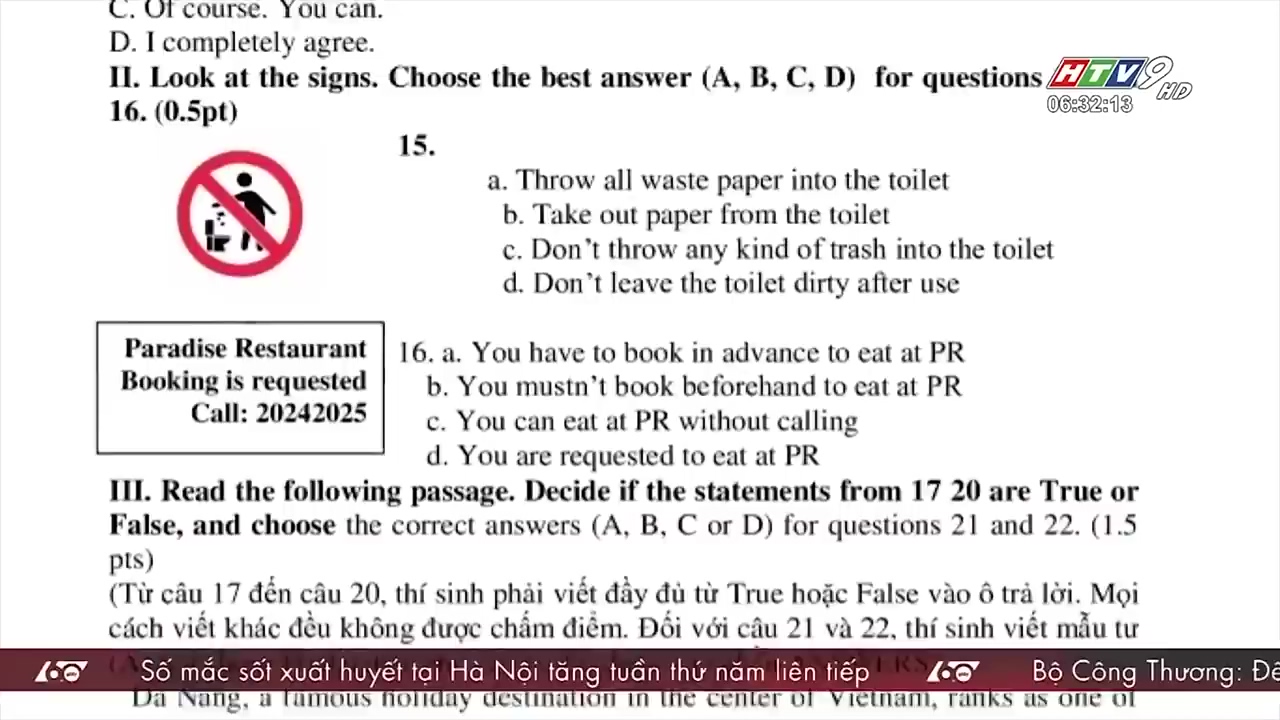 C. Of course. You can.
D. I completely agree.
II. Look at the signs. Choose the best answer (A, B, C, D) for questions
16. (0.5pt)
HTV9 HD
06:32:13
15.
a. Throw all waste paper into the toilet
b. Take out paper from the toilet
c. Don't throw any kind of trash into the toilet
d. Don't leave the toilet dirty after use
Paradise Restaurant
Booking is requested
Call: 20242025
16. a. You have to book in advance to eat at PR
b. You mustn't book beforehand to eat at PR
c. You can eat at PR without calling
d. You are requested to eat at PR
III. Read the following passage. Decide if the statements from 17 20 are True or
False, and choose the correct answers (A, B, C or D) for questions 21 and 22. (1.5
pts)
(Từ câu 17 đến câu 20, thí sinh phải viết đầy đủ từ True hoặc False vào ô trả lời. Mọi
cách viết khác đều không được chấm điểm. Đối với câu 21 và 22, thí sinh viết mẫu tự
60 Số mắc sốt xuất huyết tại Hà Nội tăng tuần thứ năm liên tiếp 60 Bộ Công Thương:
Da Nang, a famous holiday destination in the center of Vietnam, ranks as one of